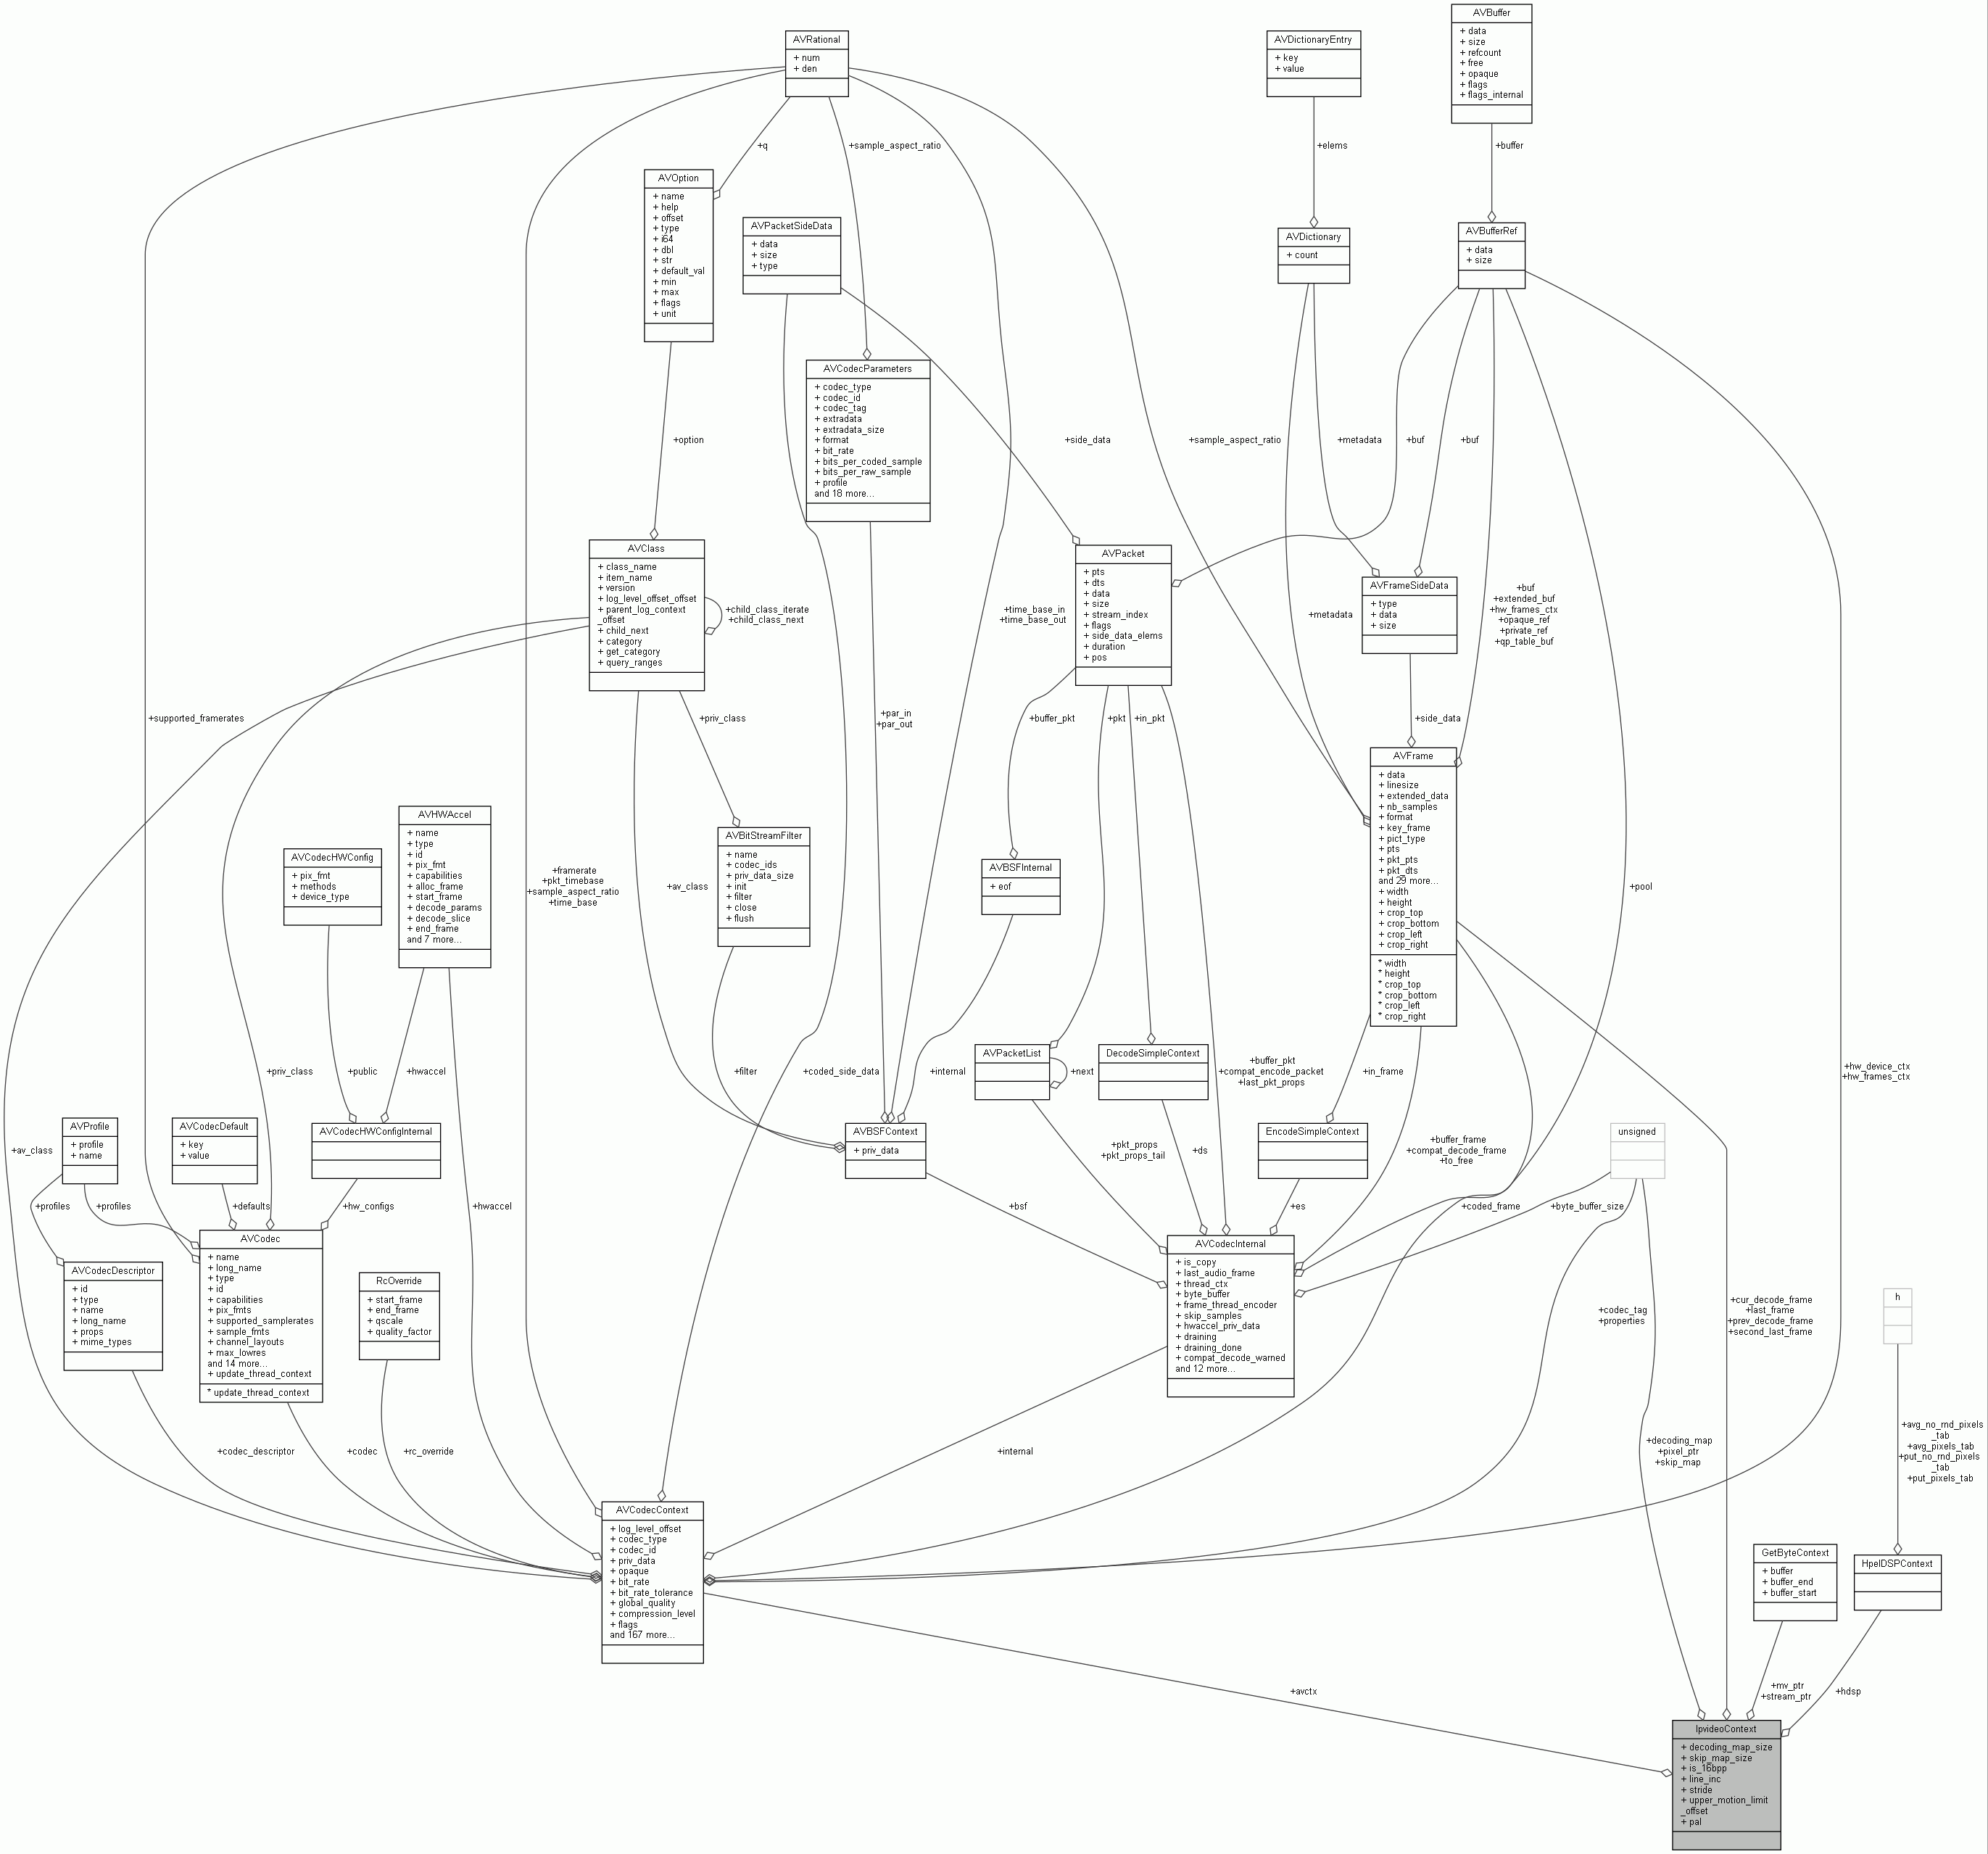 AVBuffer
+ data
+ size
+ refcount
+ free
+ opaque
+ flags
+ flags_internal
AVRational
+ num
+ den
AVDictionaryEntry
+ key
+ value
+q
+sample_aspect_ratio
+elems
+buffer
AVOption
+ name
+ help
+ offset
+ type
+ i64
+ dbl
+ str
+ default_val
+ min
+ max
+ flags
+ unit
AVPacketSideData
+ data
+ size
+ type
AVDictionary
+ count
AVBufferRef
+ data
+ size
AVCodecParameters
+ codec_type
+ codec_id
+ codec_tag
+ extradata
+ extradata_size
+ format
+ bit_rate
+ bits_per_coded_sample
+ bits_per_raw_sample
+ profile
and 18 more...
+option
+side_data
+sample_aspect_ratio
+metadata
+buf
+buf
AVClass
+ class_name
+ item_name
+ version
+ log_level_offset_offset
+ parent_log_context
_offset
+ child_next
+ category
+ get_category
+ query_ranges
+child_class_iterate
+child_class_next
+time_base_in
+time_base_out
AVPacket
+ pts
+ dts
+ data
+ size
+ stream_index
+ flags
+ side_data_elems
+ duration
+ pos
+metadata
AVFrameSideData
+ type
+ data
+ size
+buf
+extended_buf
+hw_frames_ctx
+opaque_ref
+private_ref
+qp_table_buf
+supported_framerates
+priv_class
+par_in
+par_out
+buffer_pkt
+pkt
+in_pkt
+side_data
AVFrame
+ data
+ linesize
+ extended_data
+ nb_samples
+ format
+ key_frame
+ pict_type
+ pts
+ pkt_pts
+ pkt_dts
and 29 more...
+ width
+ height
+ crop_top
+ crop_bottom
+ crop_left
+ crop_right
* width
* height
* crop_top
* crop_bottom
* crop_left
* crop_right
AVHWAccel
+ name
+ type
+ id
+ pix_fmt
+ capabilities
+ alloc_frame
+ start_frame
+ decode_params
+ decode_slice
+ end_frame
and 7 more...
AVCodecHWConfig
+ pix_fmt
+ methods
+ device_type
+framerate
+pkt_timebase
+sample_aspect_ratio
+time_base
+av_class
AVBitStreamFilter
+ name
+ codec_ids
+ priv_data_size
+ init
+ filter
+ close
+ flush
AVBSFInternal
+ eof
+pool
+priv_class
+public
+hwaccel
+filter
+coded_side_data
+internal
AVPacketList
+next
DecodeSimpleContext
+buffer_pkt
+compat_encode_packet
+last_pkt_props
+in_frame
+hw_device_ctx
+hw_frames_ctx
+av_class
AVProfile
+ profile
+ name
AVCodecDefault
+ key
+ value
AVCodecHWConfigInternal
AVBSFContext
+ priv_data
+pkt_props
+pkt_props_tail
+ds
EncodeSimpleContext
+buffer_frame
+compat_decode_frame
+to_free
unsigned
+profiles
+profiles
+defaults
+hw_configs
+hwaccel
+bsf
+es
+coded_frame
+byte_buffer_size
AVCodecDescriptor
+ id
+ type
+ name
+ long_name
+ props
+ mime_types
AVCodec
+ name
+ long_name
+ type
+ id
+ capabilities
+ pix_fmts
+ supported_samplerates
+ sample_fmts
+ channel_layouts
+ max_lowres
and 14 more...
+ update_thread_context
* update_thread_context
RcOverride
+ start_frame
+ end_frame
+ qscale
+ quality_factor
AVCodecInternal
+ is_copy
+ last_audio_frame
+ thread_ctx
+ byte_buffer
+ frame_thread_encoder
+ skip_samples
+ hwaccel_priv_data
+ draining
+ draining_done
+ compat_decode_warned
and 12 more...
+codec_tag
+properties
+cur_decode_frame
+last_frame
+prev_decode_frame
+second_last_frame
h
+codec_descriptor
+codec
+rc_override
+internal
+decoding_map
+pixel_ptr
+skip_map
+avg_no_rnd_pixels
_tab
+avg_pixels_tab
+put_no_rnd_pixels
_tab
+put_pixels_tab
AVCodecContext
+ log_level_offset
+ codec_type
+ codec_id
+ priv_data
+ opaque
+ bit_rate
+ bit_rate_tolerance
+ global_quality
+ compression_level
+ flags
and 167 more...
GetByteContext
+ buffer
+ buffer_end
+ buffer_start
HpelDSPContext
+avctx
+mv_ptr
+stream_ptr
+hdsp
IpvideoContext
+ decoding_map_size
+ skip_map_size
+ is_16bpp
+ line_inc
+ stride
+ upper_motion_limit
_offset
+ pal